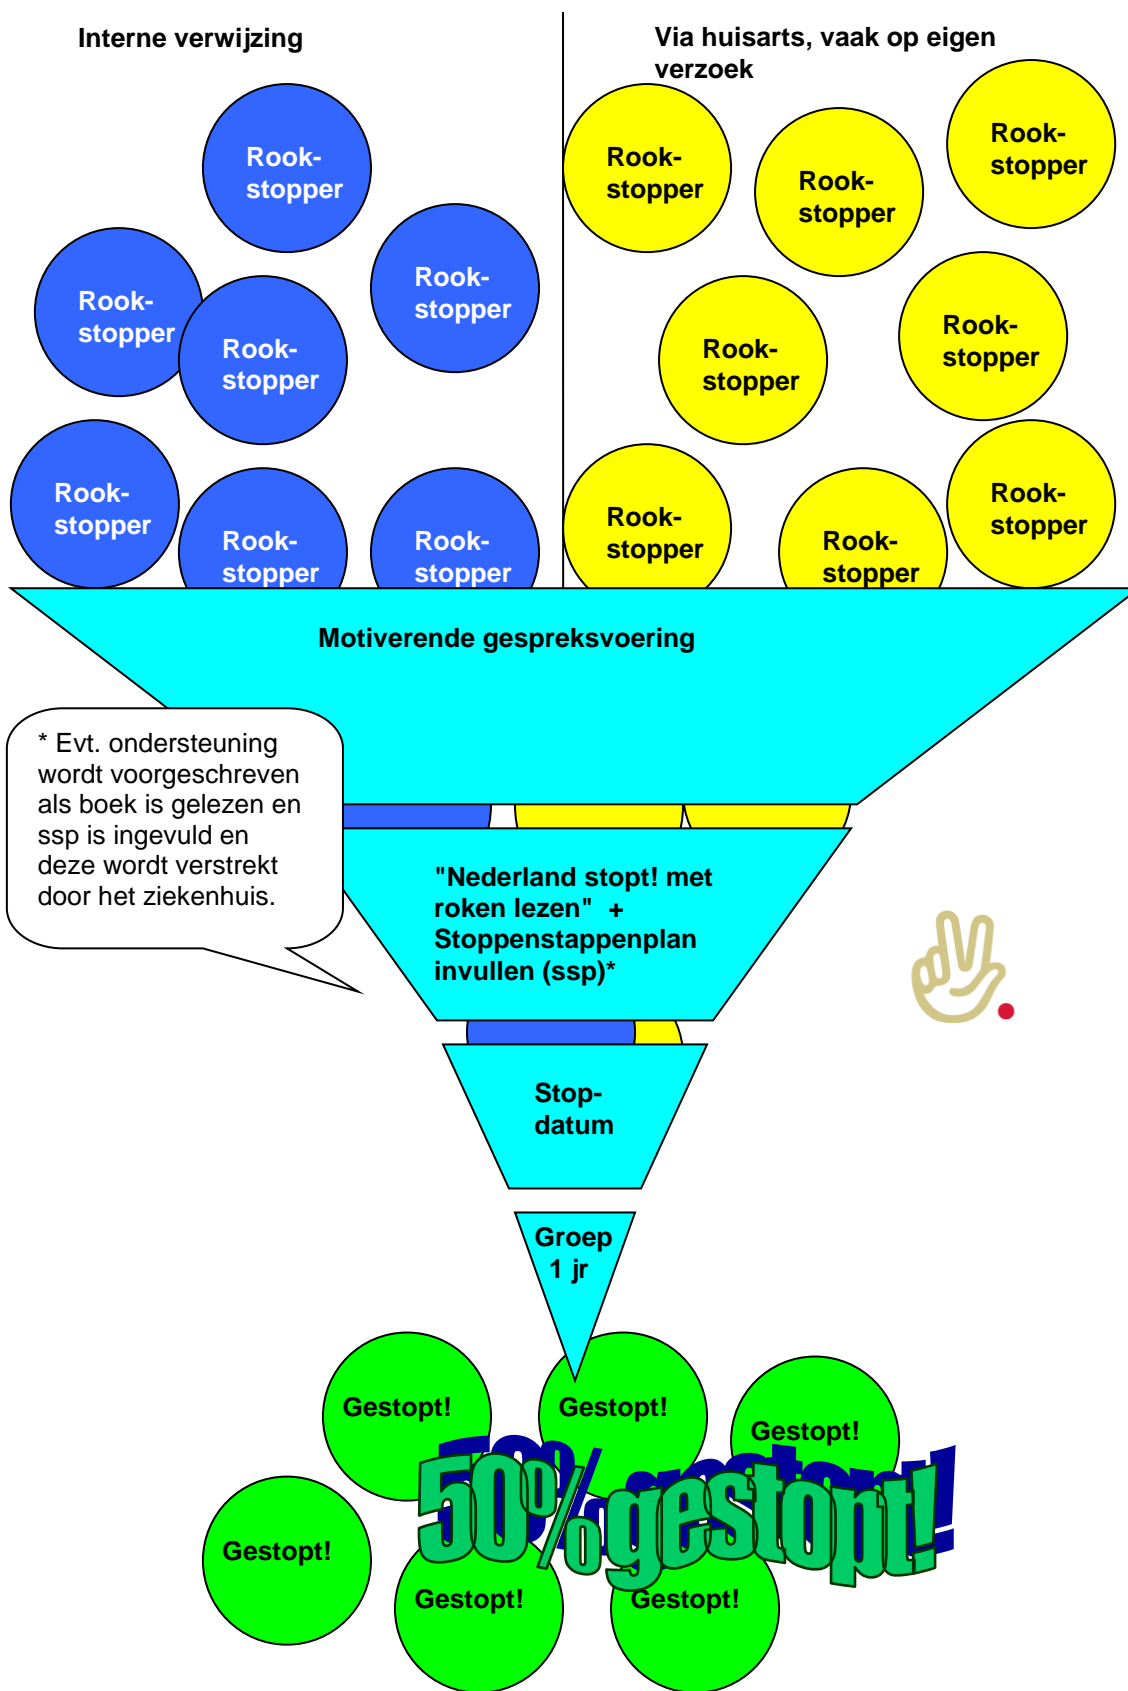 Interne verwijzing
Via huisarts, vaak op eigen
verzoek
Rook-
stopper
Rook-
stopper
Rook-
stopper
Rook-
stopper
Rook-
stopper
Rook-
stopper
Rook-
stopper
Rook-
stopper
Rook-
stopper
Rook-
stopper
Rook-
stopper
Rook-
stopper
Rook-
stopper
Rook-
stopper
Rook-
stopper
Motiverende gespreksvoering
* Evt. ondersteuning
wordt voorgeschreven
als boek is gelezen en
ssp is ingevuld en
deze wordt verstrekt
door het ziekenhuis.
"Nederland stopt! met
roken lezen" +
Stoppenstappenplan
invullen (ssp)*
Stop-
datum
Groep
1 jr
Gestopt!
Gestopt!
Gestopt!
50% gestopt!
Gestopt!
Gestopt!
Gestopt!